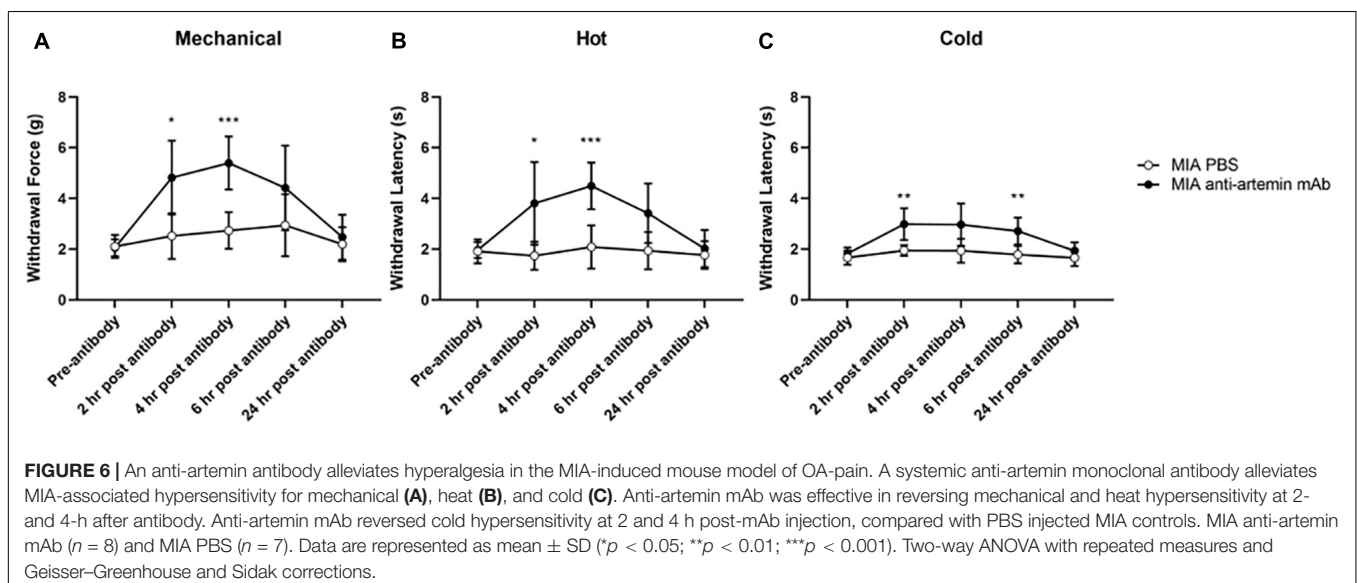 A
Mechanical
B
Hot
C
Cold
Withdrawal Force (g)
8
6
4
2
0
*
***
Pre-antibody
2 hr post antibody
4 hr post antibody
6 hr post antibody
24 hr post antibody
Withdrawal Latency (s)
8
6
4
2
0
*
***
Pre-antibody
2 hr post antibody
4 hr post antibody
6 hr post antibody
24 hr post antibody
Withdrawal Latency (s)
8
6
4
2
0
**
**
Pre-antibody
2 hr post antibody
4 hr post antibody
6 hr post antibody
24 hr post antibody
MIA PBS
MIA anti-artemin mAb
FIGURE 6 | An anti-artemin antibody alleviates hyperalgesia in the MIA-induced mouse model of OA-pain. A systemic anti-artemin monoclonal antibody alleviates
MIA-associated hypersensitivity for mechanical (A), heat (B), and cold (C). Anti-artemin mAb was effective in reversing mechanical and heat hypersensitivity at 2-
and 4-h after antibody. Anti-artemin mAb reversed cold hypersensitivity at 2 and 4 h post-mAb injection, compared with PBS injected MIA controls. MIA anti-artemin
mAb (n = 8) and MIA PBS (n = 7). Data are represented as mean ± SD (*p < 0.05; **p < 0.01; ***p < 0.001). Two-way ANOVA with repeated measures and
Geisser–Greenhouse and Sidak corrections.